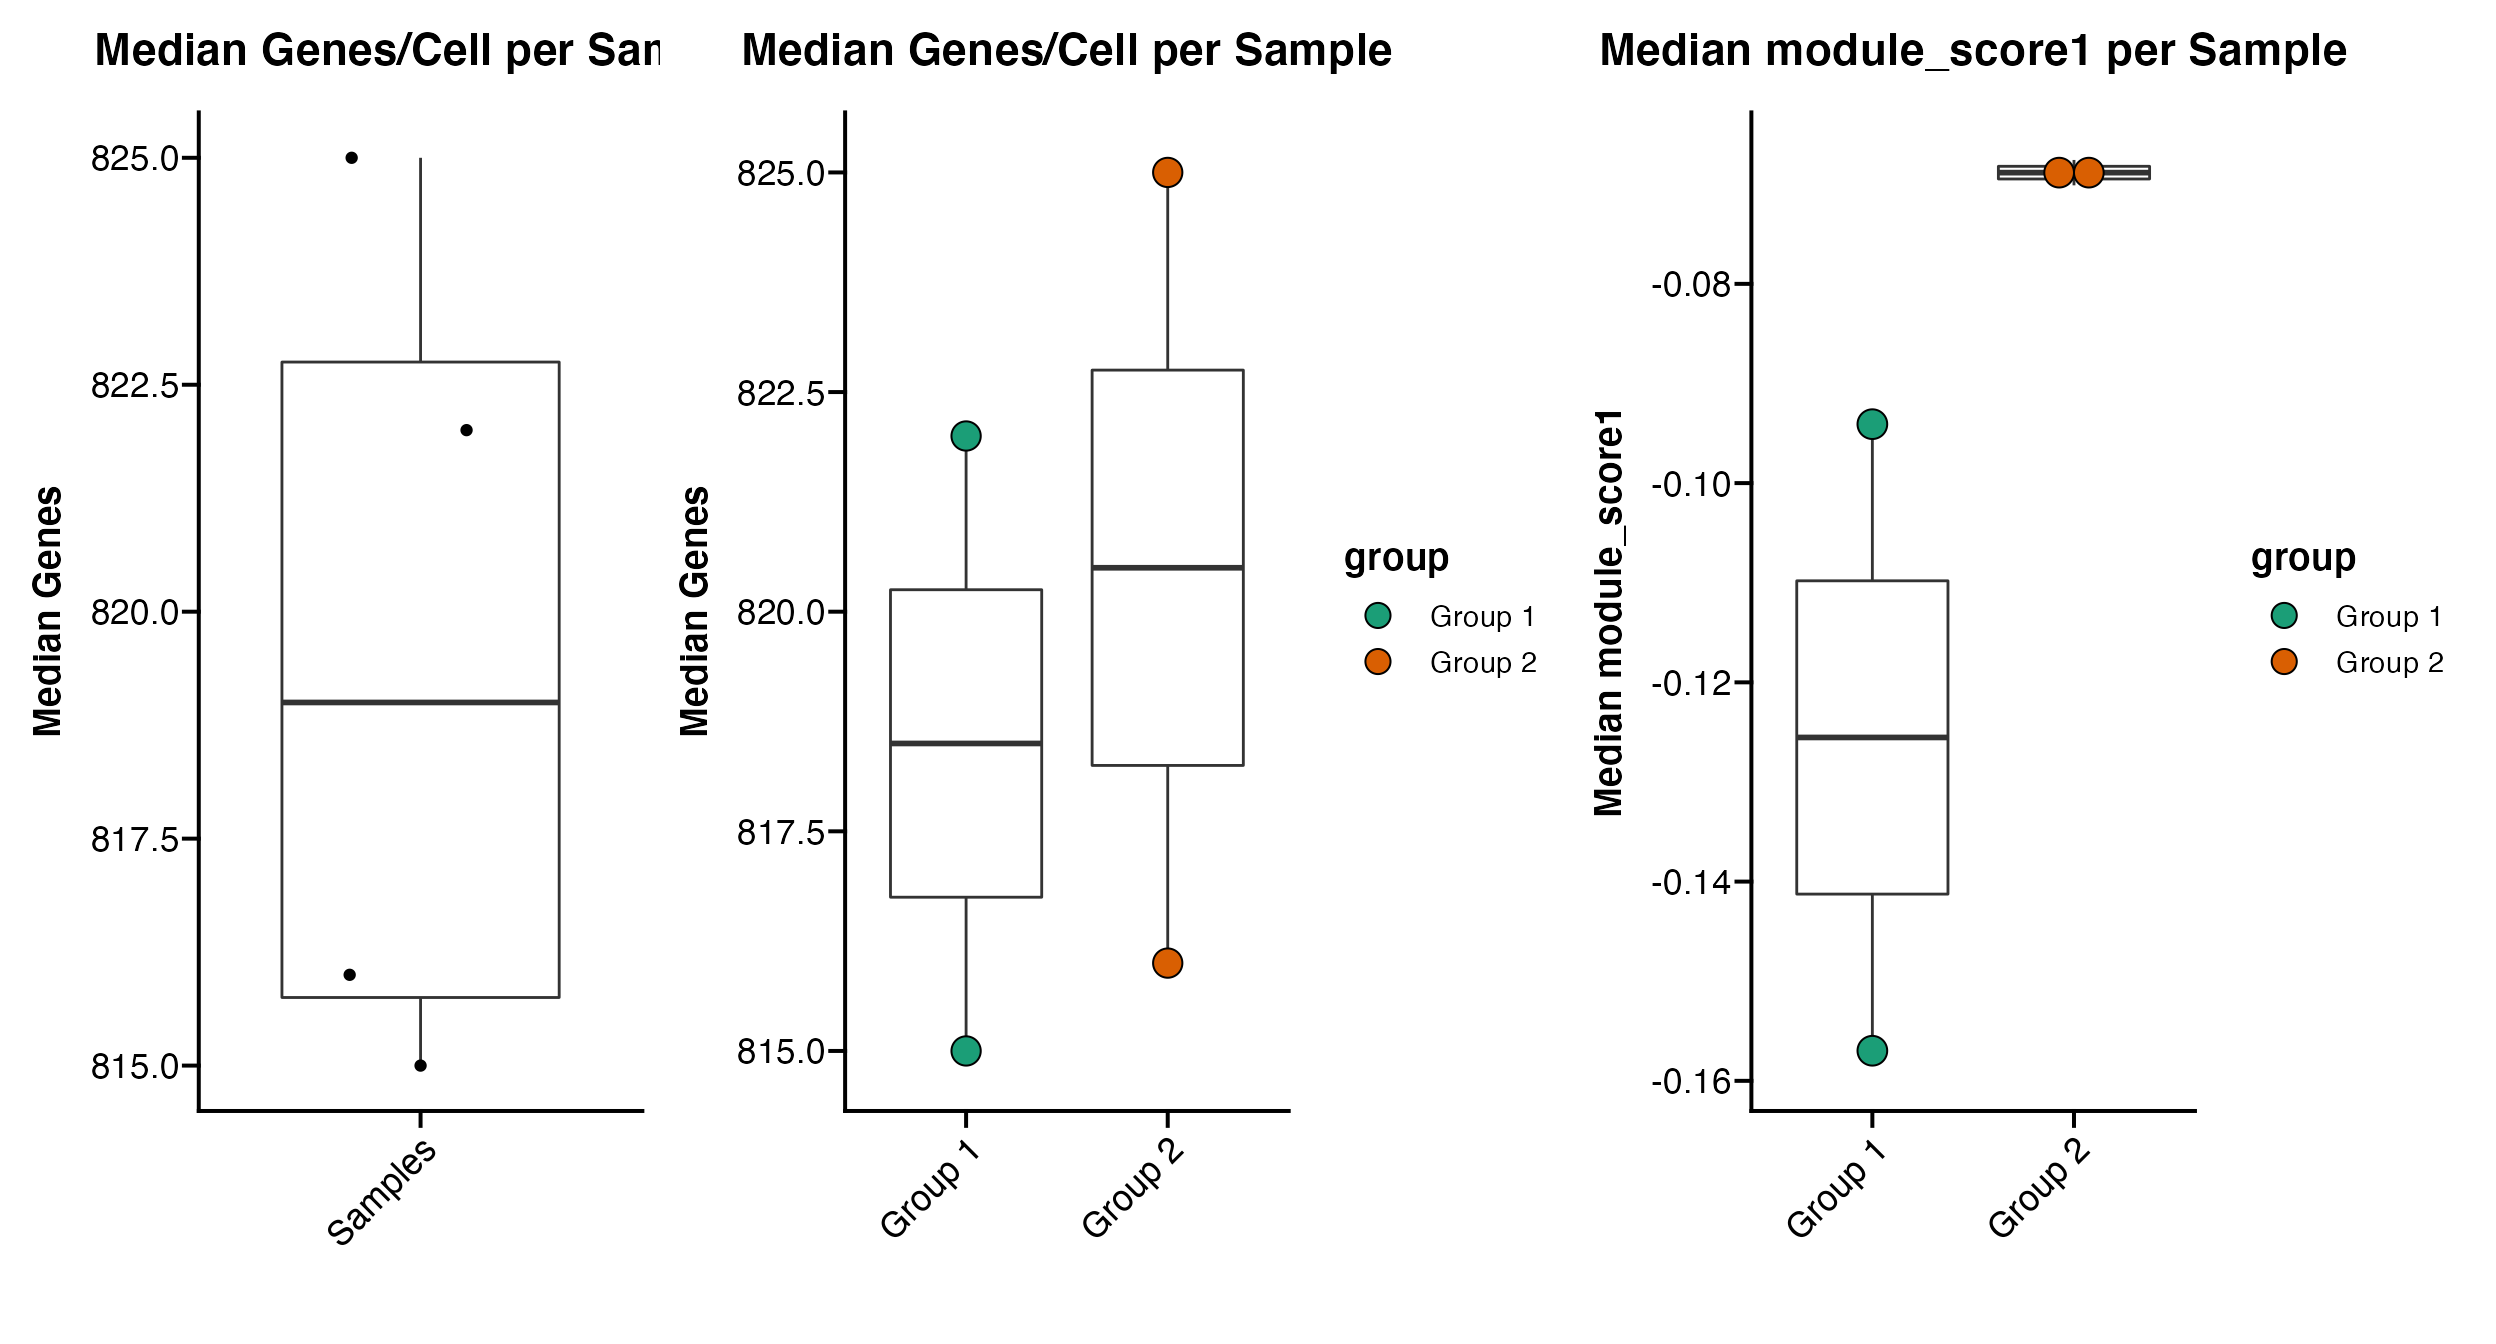 Median Genes/Cell per San
Median Genes
825.0
822.5
820.0
817.5
815.0
Samples
Median Genes/Cell per Sample
Median Genes
825.0
822.5
820.0
817.5
815.0
Group 1
Group 2
group
Group 1
Group 2
Median module_score1 per Sample
Median module_score1
-0.08
-0.10
-0.12
-0.14
-0.16
Group 1
Group 2
group
Group 1
Group 2